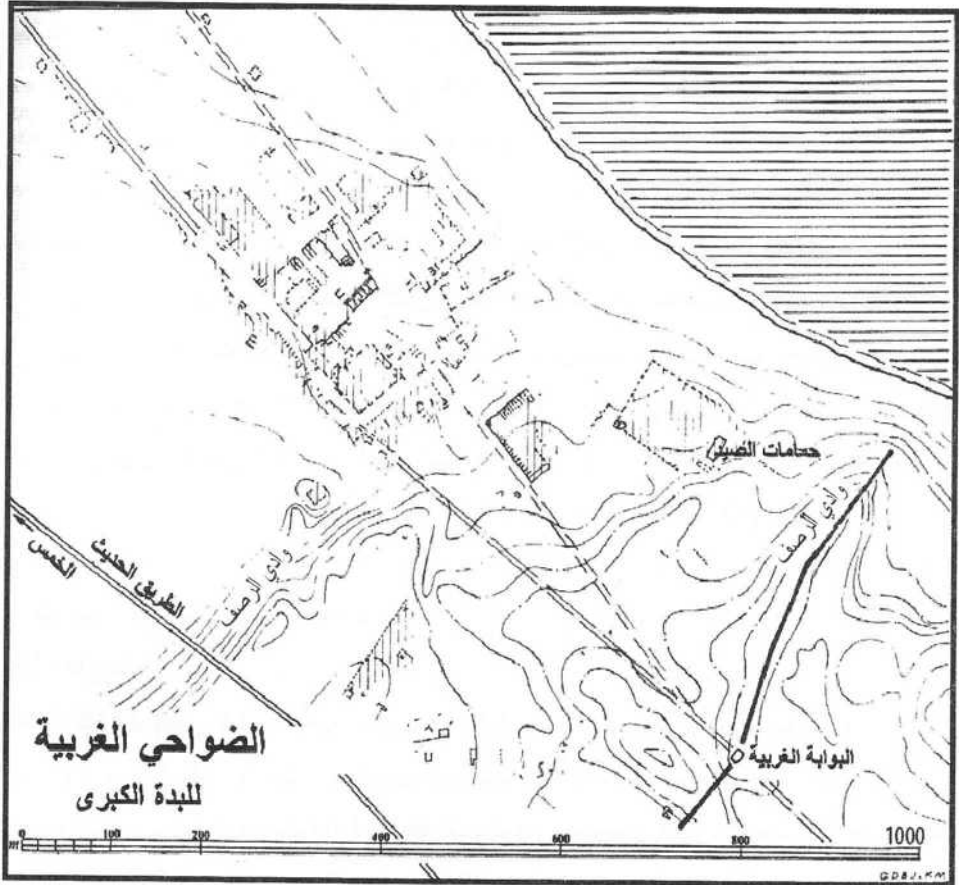 حمامات الصيد
وادي الرصف
وادي الرصف
الطريق الحديث
الخمس
البوابة الغربية
الضواحي الغربية
للبدة الكبرى
m 0 100 200 400 600 800 1000